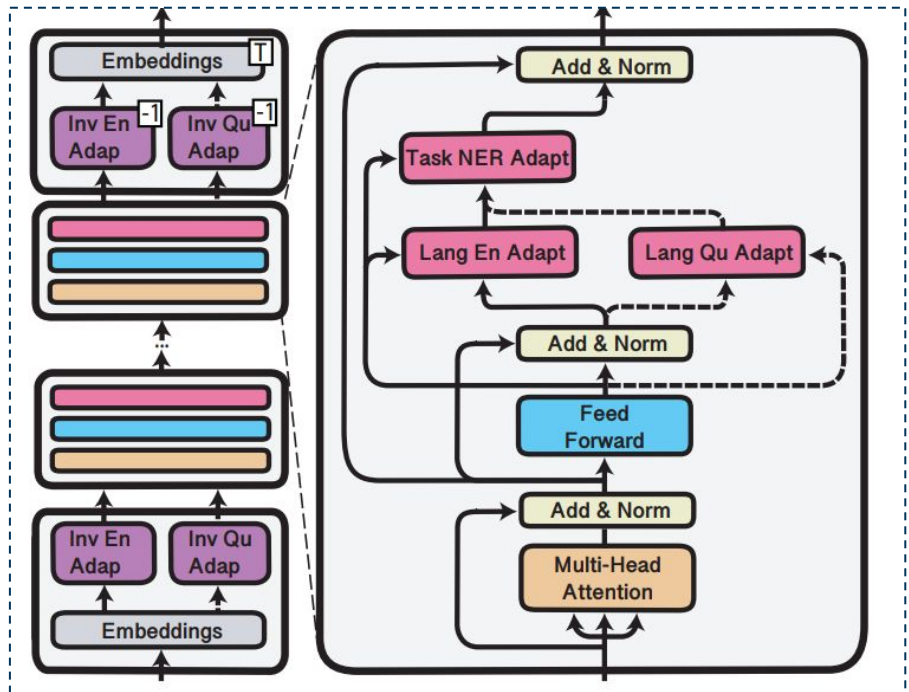 Embeddings
T
Inv En
Adap
-1
Inv Qu
Adap
-1
...
Inv En
Adap
Inv Qu
Adap
Embeddings
Add & Norm
Task NER Adapt
Lang En Adapt
Lang Qu Adapt
Add & Norm
Feed
Forward
Add & Norm
Multi-Head
Attention